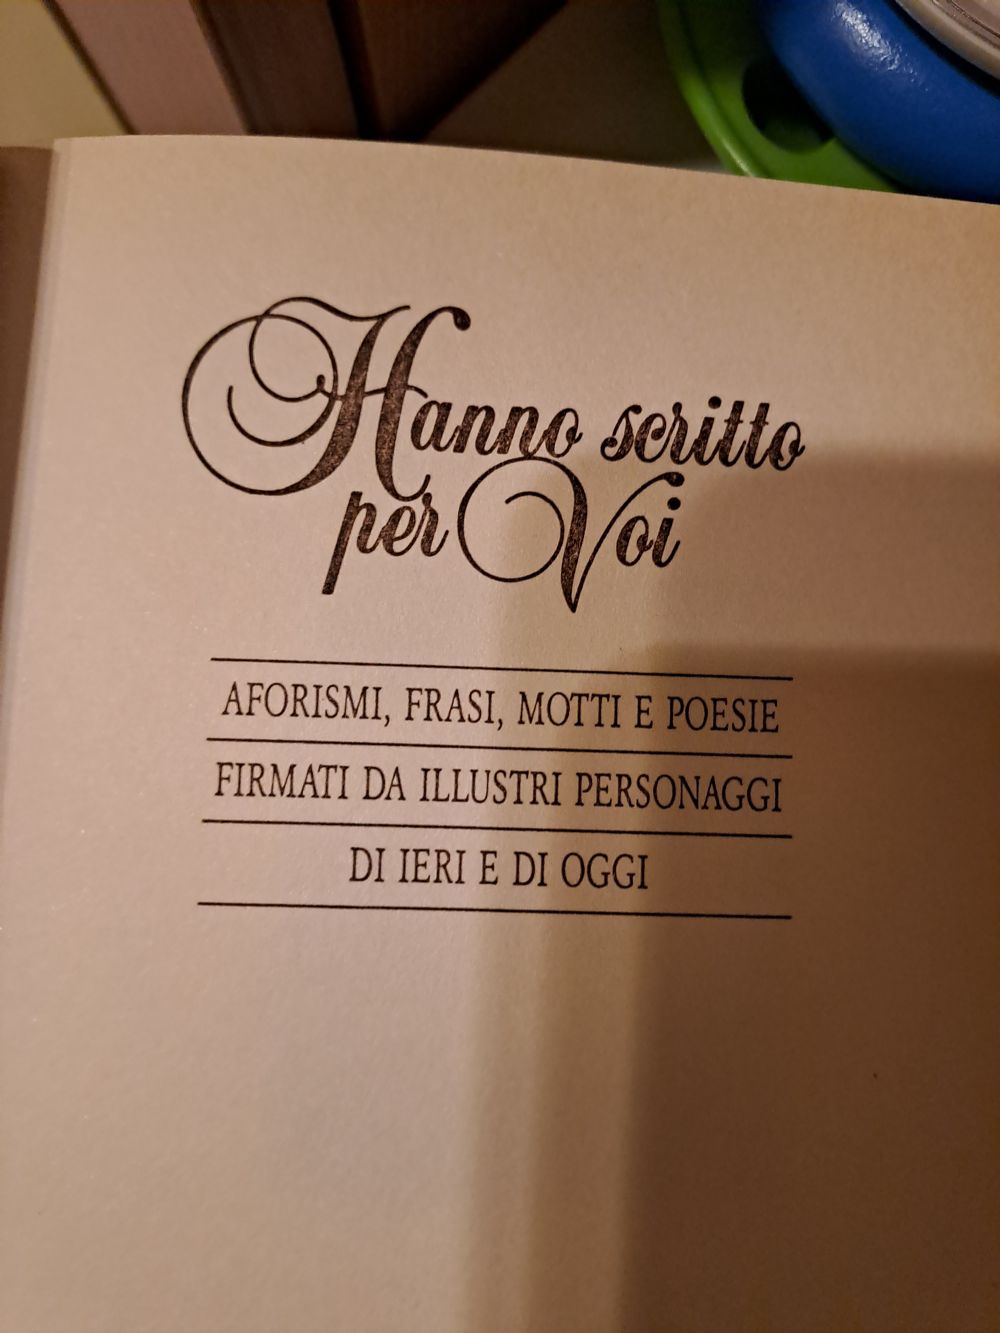 Hanno scritto
per Voi
AFORISMI, FRASI, MOTTI E POESIE
FIRMATI DA ILLUSTRI PERSONAGGI
DI IERI E DI OGGI